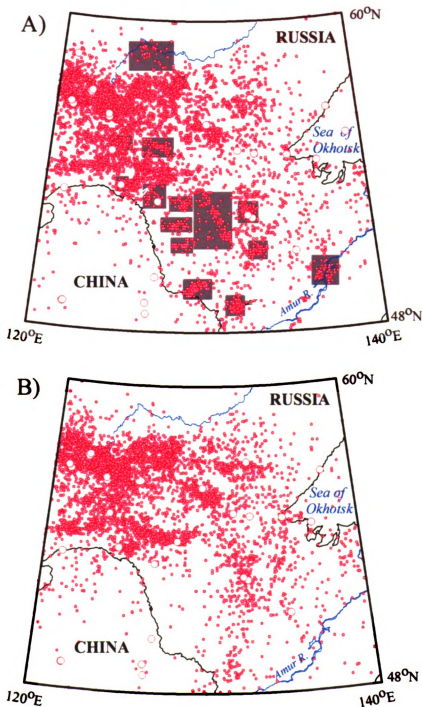 A)
60°N
RUSSIA
Sea of
Okhotsk
CHINA
Amur R.
48°N
120°E
140°E
B)
60°N
RUSSIA
Sea of
Okhotsk
CHINA
Amur R.
48°N
120°E
140°E